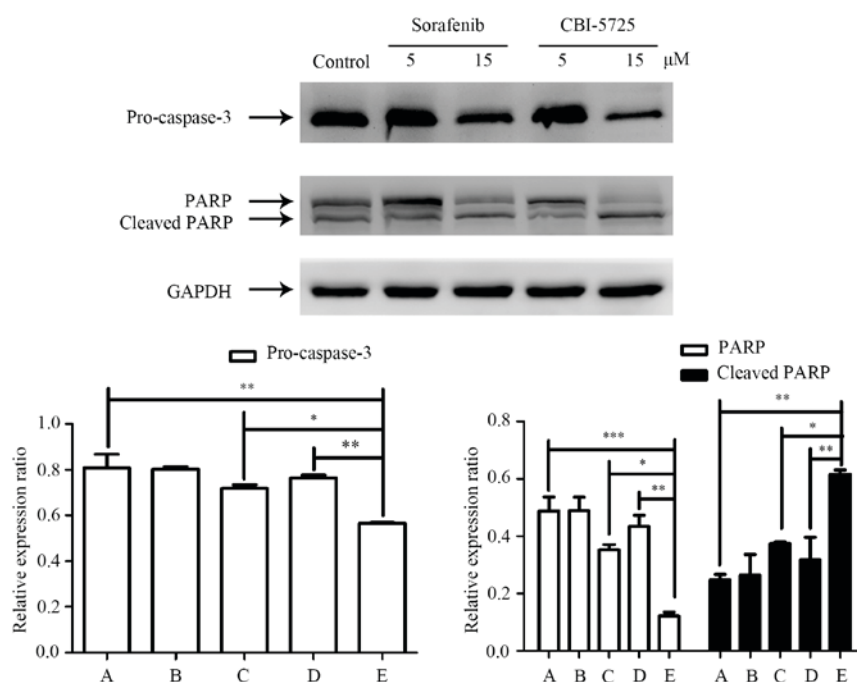 Sorafenib CBI-5725
Control 5 15 5 15 μM
Pro-caspase-3
PARP
Cleaved PARP
GAPDH
Pro-caspase-3
**
*
**
Relative expression ratio
1.0
0.8
0.6
0.4
0.2
0.0
A B C D E
PARP
Cleaved PARP
***
*
**
**
*
**
Relative expression ratio
0.8
0.6
0.4
0.2
0.0
A B C D E A B C D E